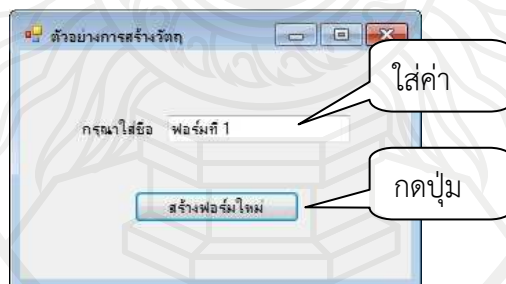 ตัวอย่างการสร้างวัตถุ
ใส่ค่า
กรุณาใส่ชื่อ ฟอร์มที่ 1
กดปุ่ม
สร้างฟอร์มใหม่